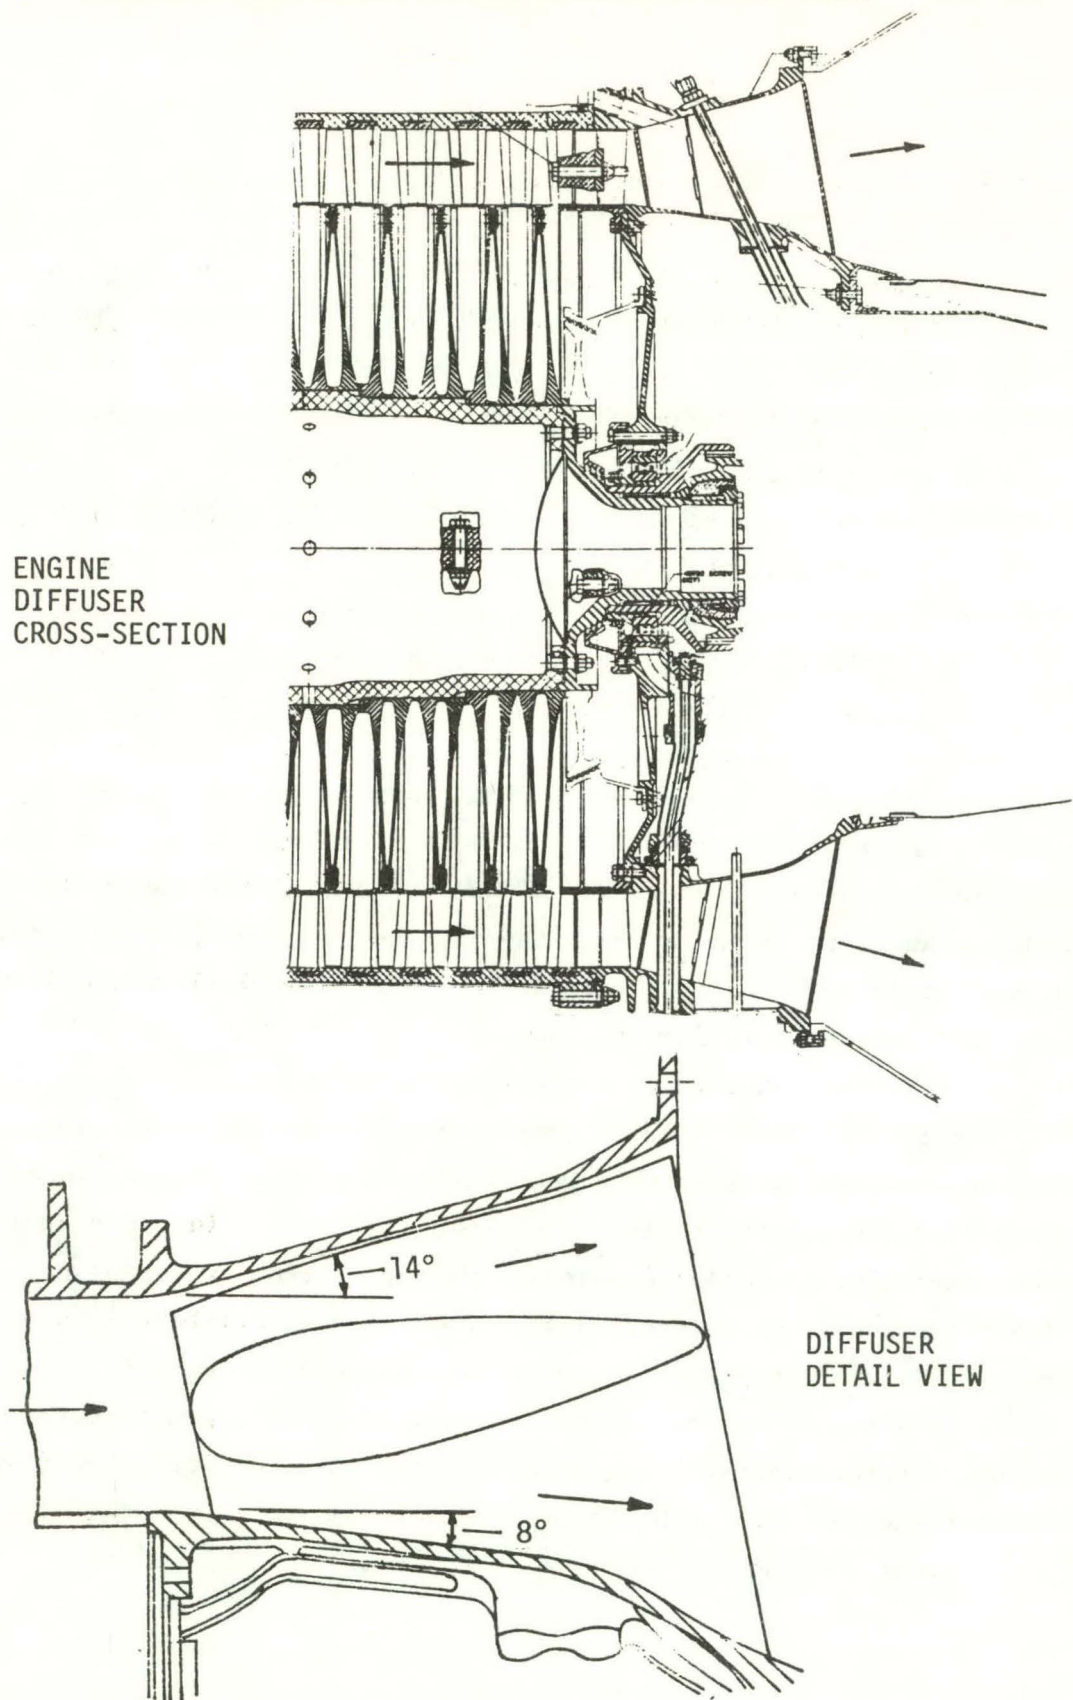 ENGINE
DIFFUSER
CROSS-SECTION
14°
DIFFUSER
DETAIL VIEW
8°